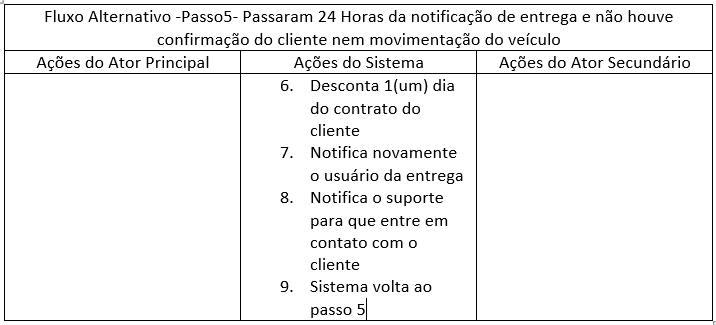 Fluxo Alternativo -Passo5- Passaram 24 Horas da notificação de entrega e não houve
confirmação do cliente nem movimentação do veículo
Ações do Ator Principal
Ações do Sistema
Ações do Ator Secundário
6. Desconta 1(um) dia
do contrato do
cliente
7. Notifica novamente
o usuário da entrega
8. Notifica o suporte
para que entre em
contato com o
cliente
9. Sistema volta ao
passo 5